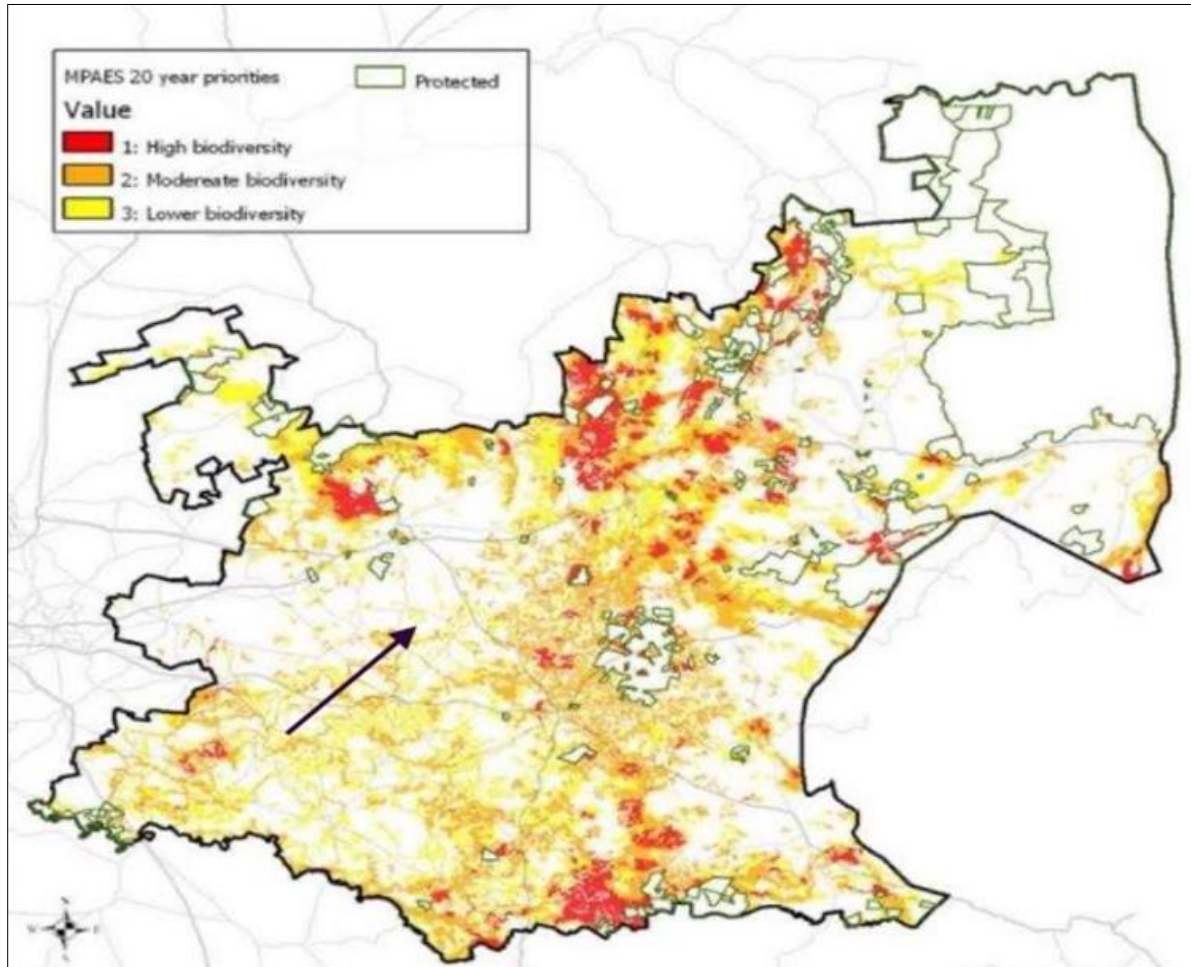 MPAES 20 year priorities
Protected
Value
1: High biodiversity
2: Modereate biodiversity
3: Lower biodiversity
W E